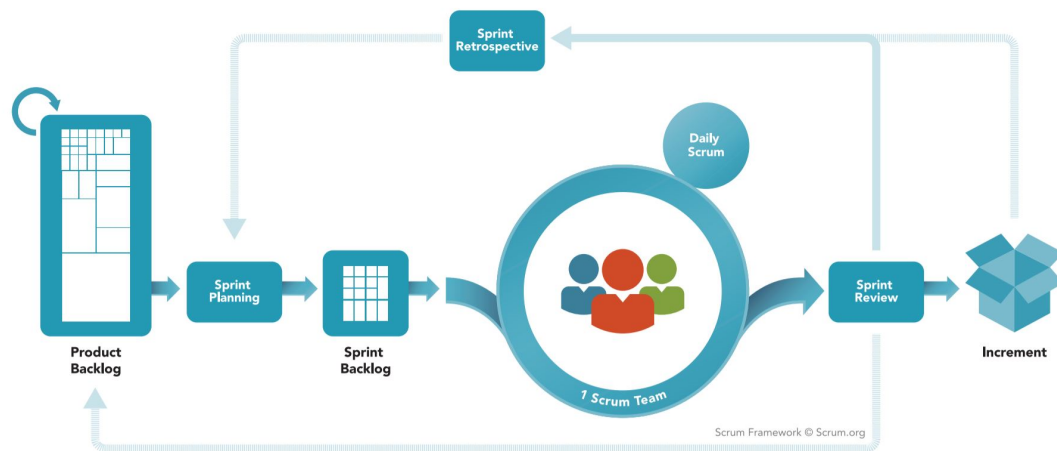 Sprint
Retrospective
Daily
Scrum
Sprint
Planning
Sprint
Review
Product
Backlog
Sprint
Backlog
Increment
1 Scrum Team
Scrum Framework © Scrum.org